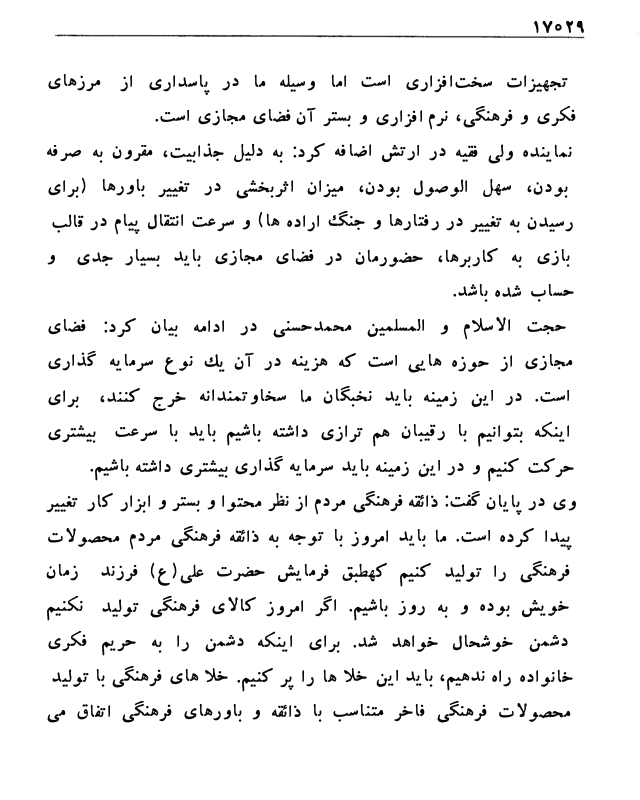 ۱۷۰۲۹
تجهیزات سخت‌افزاری است اما وسیله ما در پاسداری از مرزهای
فکری و فرهنگی، نرم افزاری و بستر آن فضای مجازی است.
نماینده ولی فقیه در ارتش اضافه کرد: به دلیل جذابیت، مقرون به صرفه
بودن، سهل الوصول بودن، میزان اثربخشی در تغییر باورها (برای
رسیدن به تغییر در رفتارها و جنگ اراده ها) و سرعت انتقال پیام در قالب
بازی به کاربرها، حضورمان در فضای مجازی باید بسیار جدی و
حساب شده باشد.
حجت الاسلام و المسلمین محمدحسنی در ادامه بیان کرد: فضای
مجازی از حوزه هایی است که هزینه در آن یك نوع سرمایه گذاری
است. در این زمینه باید نخبگان ما سخاوتمندانه خرج کنند، برای
اینکه بتوانیم با رقیبان هم ترازی داشته باشیم باید با سرعت بیشتری
حرکت کنیم و در این زمینه باید سرمایه گذاری بیشتری داشته باشیم.
وی در پایان گفت: ذائقه فرهنگی مردم از نظر محتوا و بستر و ابزار کار تغییر
پیدا کرده است. ما باید امروز با توجه به ذائقه فرهنگی مردم محصولات
فرهنگی را تولید کنیم کهطبق فرمایش حضرت علی(ع) فرزند زمان
خویش بوده و به روز باشیم. اگر امروز کالای فرهنگی تولید نکنیم
دشمن خوشحال خواهد شد. برای اینکه دشمن را به حریم فکری
خانواده راه ندهیم، باید این خلا ها را پر کنیم. خلا های فرهنگی با تولید
محصولات فرهنگی فاخر متناسب با ذائقه و باورهای فرهنگی اتفاق می